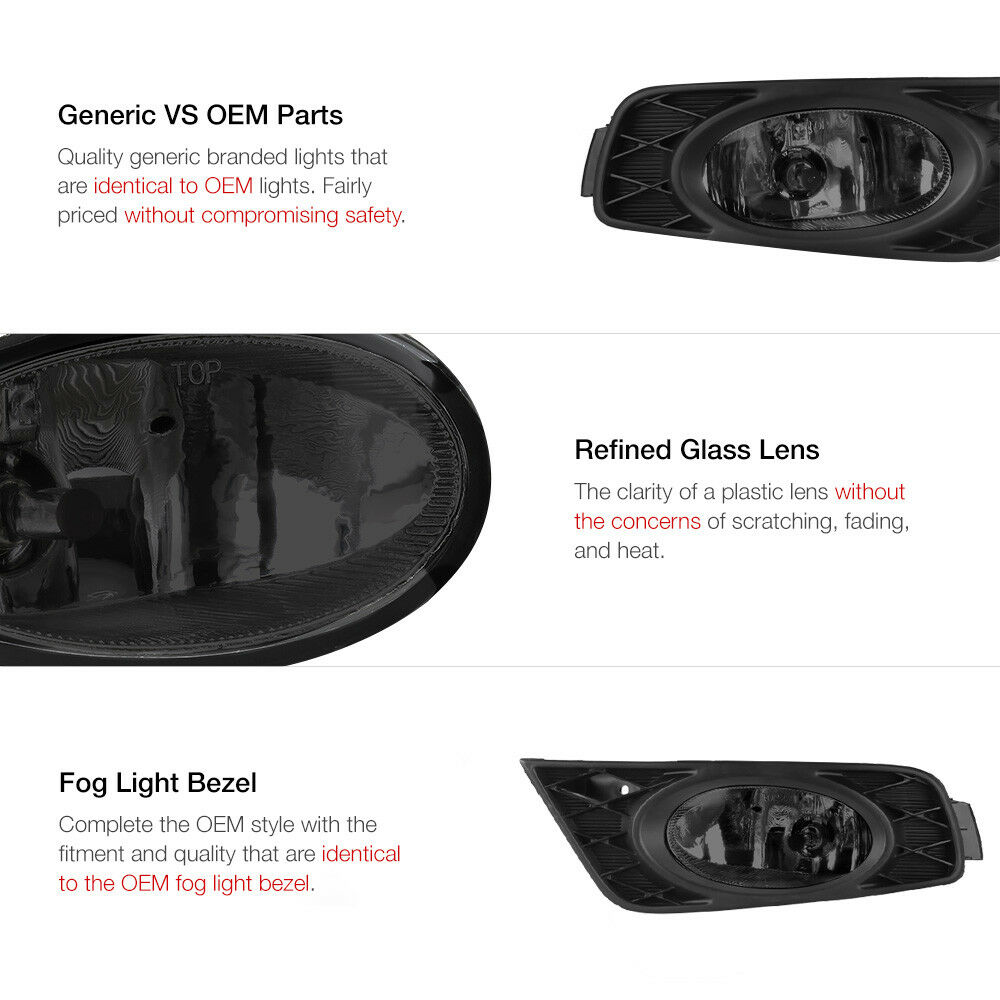 Generic VS OEM Parts
Quality generic branded lights that
are identical to OEM lights. Fairly
priced without compromising safety.
TOP
Refined Glass Lens
The clarity of a plastic lens without
the concerns of scratching, fading,
and heat.
Fog Light Bezel
Complete the OEM style with the
fitment and quality that are identical
to the OEM fog light bezel.